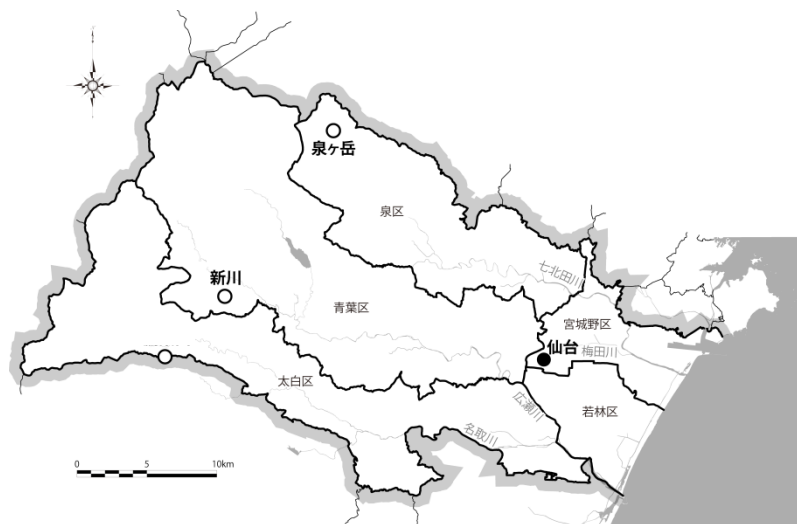 泉ヶ岳
泉区
七北田川
新川
青葉区
宮城野区
仙台
梅田川
太白区
広瀬川
若林区
名取川
0 5 10km